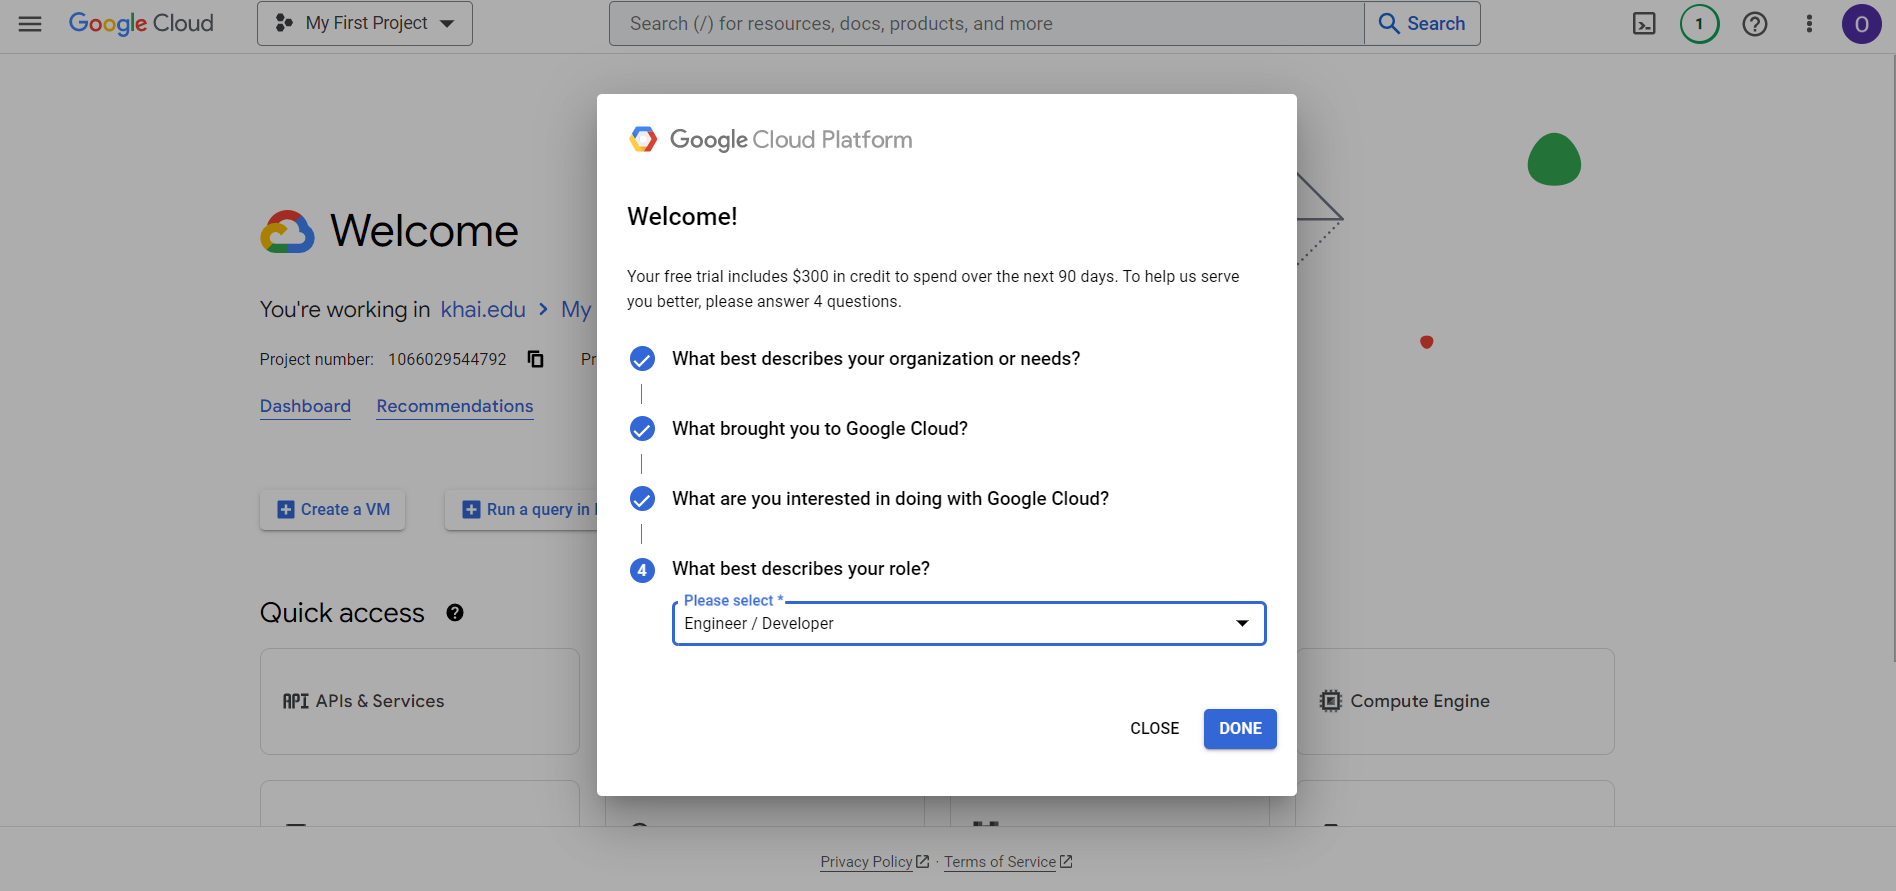 Google Cloud
My First Project
Search (/) for resources, docs, products, and more
Search
1
O
Google Cloud Platform
Welcome!
Your free trial includes $300 in credit to spend over the next 90 days. To help us serve
you better, please answer 4 questions.
What best describes your organization or needs?
What brought you to Google Cloud?
What are you interested in doing with Google Cloud?
4 What best describes your role?
Please select *
Engineer / Developer
CLOSE
DONE
Welcome
You're working in khai.edu > My
Project number: 1066029544792 Pr
Dashboard
Recommendations
Create a VM
Run a query in
Quick access
API APIs & Services
Compute Engine
Privacy Policy · Terms of Service